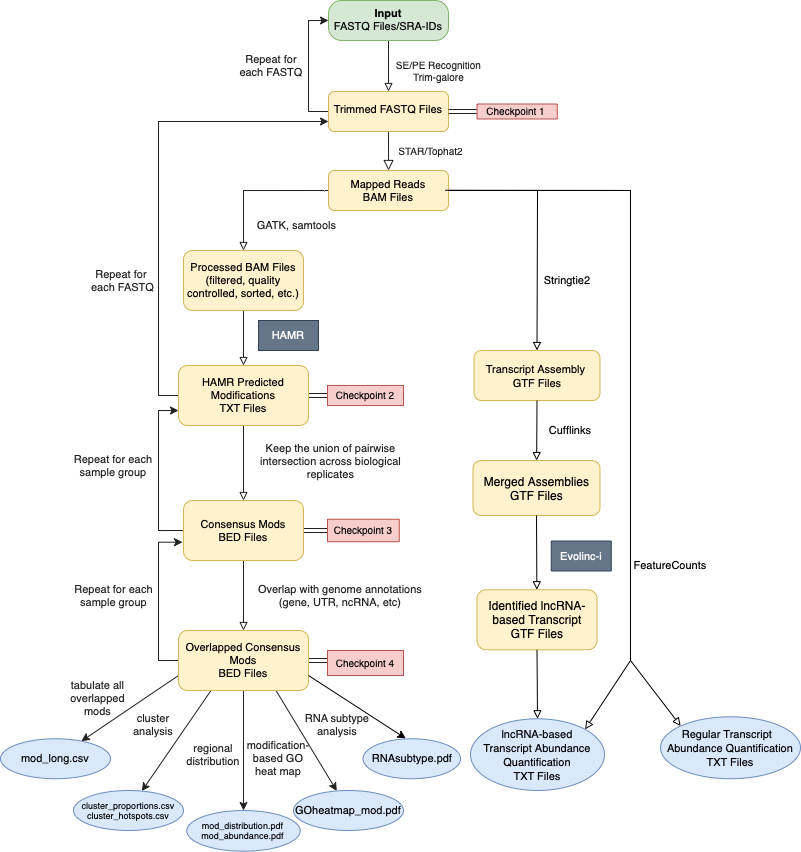 Input
FASTQ Files/SRA-IDs
Repeat for
each FASTQ
SE/PE Recognition
Trim-galore
Trimmed FASTQ Files
Checkpoint 1
STAR/Tophat2
Mapped Reads
BAM Files
GATK, samtools
Processed BAM Files
(filtered, quality
controlled, sorted, etc.)
Repeat for
each FASTQ
Stringtie2
HAMR
HAMR Predicted
Modifications
TXT Files
Checkpoint 2
Transcript Assembly
GTF Files
Cufflinks
Repeat for each
sample group
Keep the union of pairwise
intersection across biological
replicates
Merged Assemblies
GTF Files
Consensus Mods
BED Files
Checkpoint 3
Evolinc-i
FeatureCounts
Repeat for each
sample group
Overlap with genome annotations
(gene, UTR, ncRNA, etc)
Identified lncRNA-
based Transcript
GTF Files
Overlapped Consensus
Mods
BED Files
Checkpoint 4
tabulate all
overlapped
mods
cluster
analysis
regional
distribution
modification-
based GO
heat map
RNA subtype
analysis
mod_long.csv
cluster_proportions.csv
cluster_hotspots.csv
mod_distribution.pdf
mod_abundance.pdf
GOheatmap_mod.pdf
RNAsubtype.pdf
lncRNA-based
Transcript Abundance
Quantification
TXT Files
Regular Transcript
Abundance Quantification
TXT Files